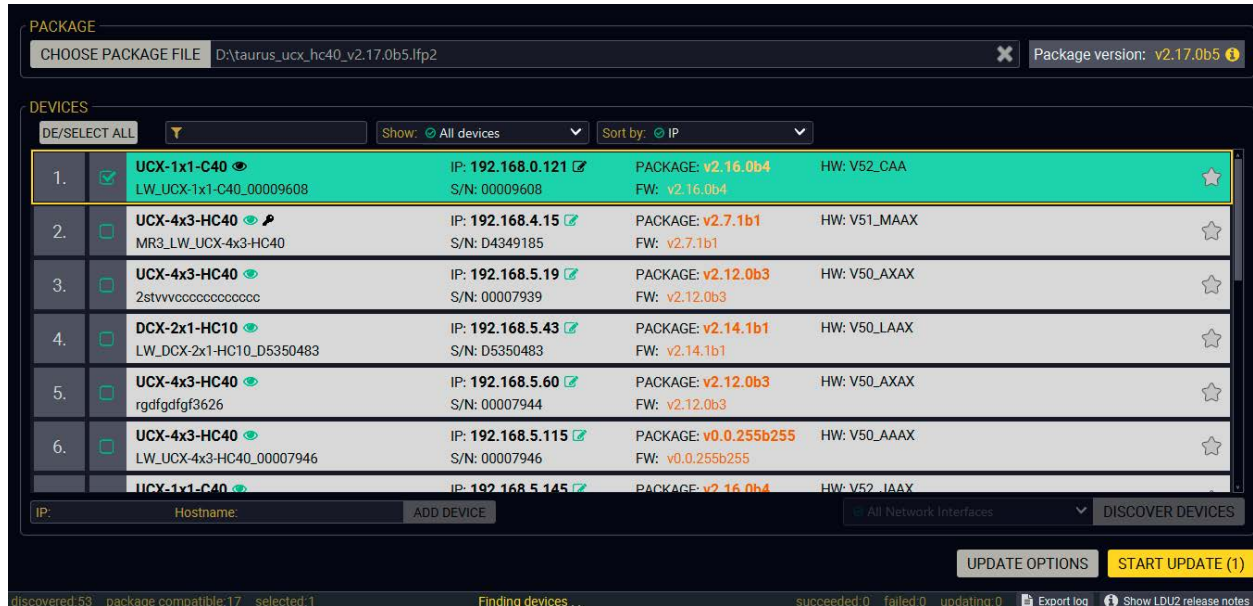 PACKAGE
CHOOSE PACKAGE FILE D:\taurus_ucx_hc40_v2.17.0b5.lfp2 Package version: v2.17.0b5
DEVICES
DE/SELECT ALL Show: All devices Sort by: IP
1. UCX-1x1-C40 IP: 192.168.0.121 PACKAGE: v2.16.0b4 HW: V52_CAA
LW_UCX-1x1-C40_00009608 S/N: 00009608 FW: v2.16.0b4
2. UCX-4x3-HC40 IP: 192.168.4.15 PACKAGE: v2.7.1b1 HW: V51_MAAX
MR3_LW_UCX-4x3-HC40 S/N: D4349185 FW: v2.7.1b1
3. UCX-4x3-HC40 IP: 192.168.5.19 PACKAGE: v2.12.0b3 HW: V50_AXAX
2stvvvccccccccccccc S/N: 00007939 FW: v2.12.0b3
4. DCX-2x1-HC10 IP: 192.168.5.43 PACKAGE: v2.14.1b1 HW: V50_LAAX
LW_DCX-2x1-HC10_D5350483 S/N: D5350483 FW: v2.14.1b1
5. UCX-4x3-HC40 IP: 192.168.5.60 PACKAGE: v2.12.0b3 HW: V50_AXAX
rgdfgdfgf3626 S/N: 00007944 FW: v2.12.0b3
6. UCX-4x3-HC40 IP: 192.168.5.115 PACKAGE: v0.0.255b255 HW: V50_AAAX
LW_UCX-4x3-HC40_00007946 S/N: 00007946 FW: v0.0.255b255
UCX-1x1-C40 IP: 192.168.5.145 PACKAGE: v2.16.0b4 HW: V52_JAAX
IP: Hostname: ADD DEVICE All Network Interfaces DISCOVER DEVICES
UPDATE OPTIONS START UPDATE (1)
discovered:53 package compatible:17 selected:1 Finding devices . . succeeded:0 failed:0 updating:0 Export log Show LDU2 release notes